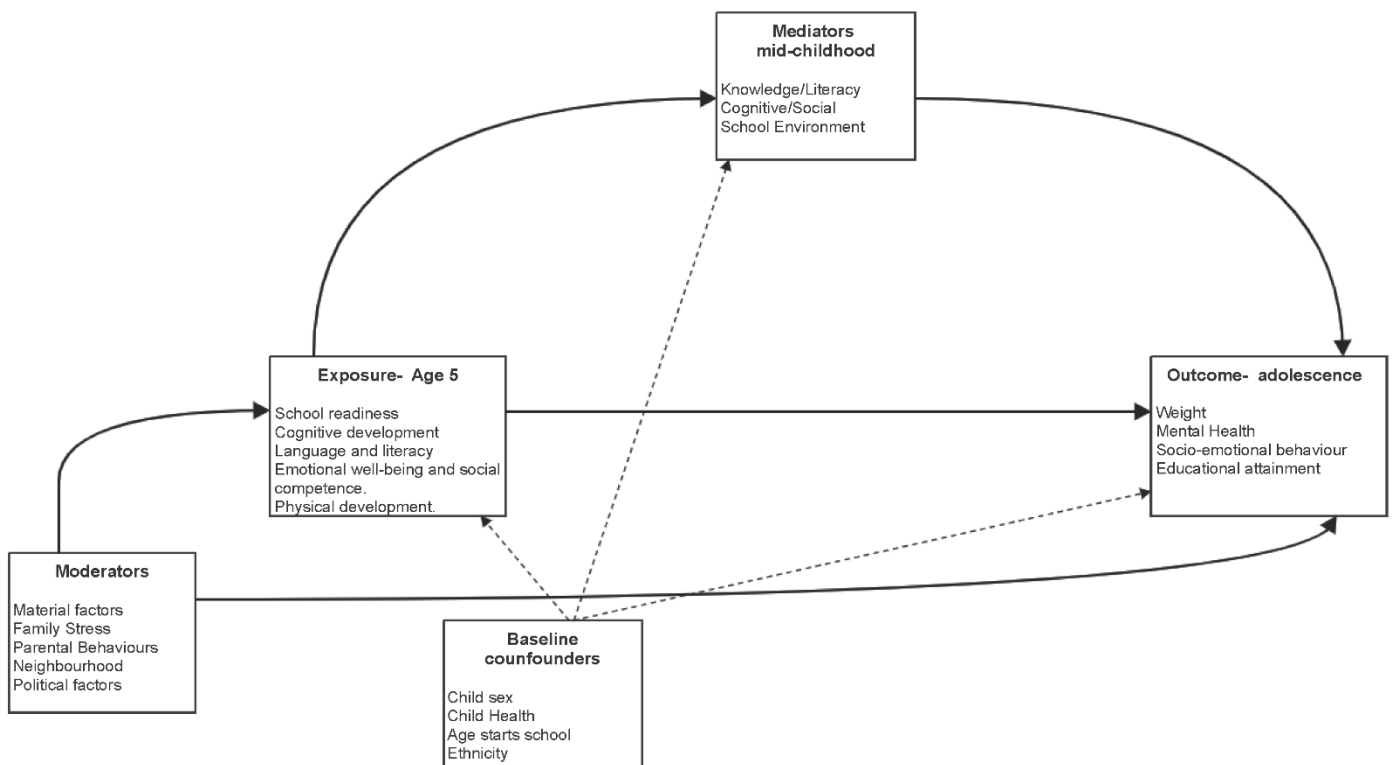 Mediators
mid-childhood
Knowledge/Literacy
Cognitive/Social
School Environment
Exposure- Age 5
School readiness
Cognitive development
Language and literacy
Emotional well-being and social
competence.
Physical development.
Outcome- adolescence
Weight
Mental Health
Socio-emotional behaviour
Educational attainment
Moderators
Material factors
Family Stress
Parental Behaviours
Neighbourhood
Political factors
Baseline
counfounders
Child sex
Child Health
Age starts school
Ethnicity